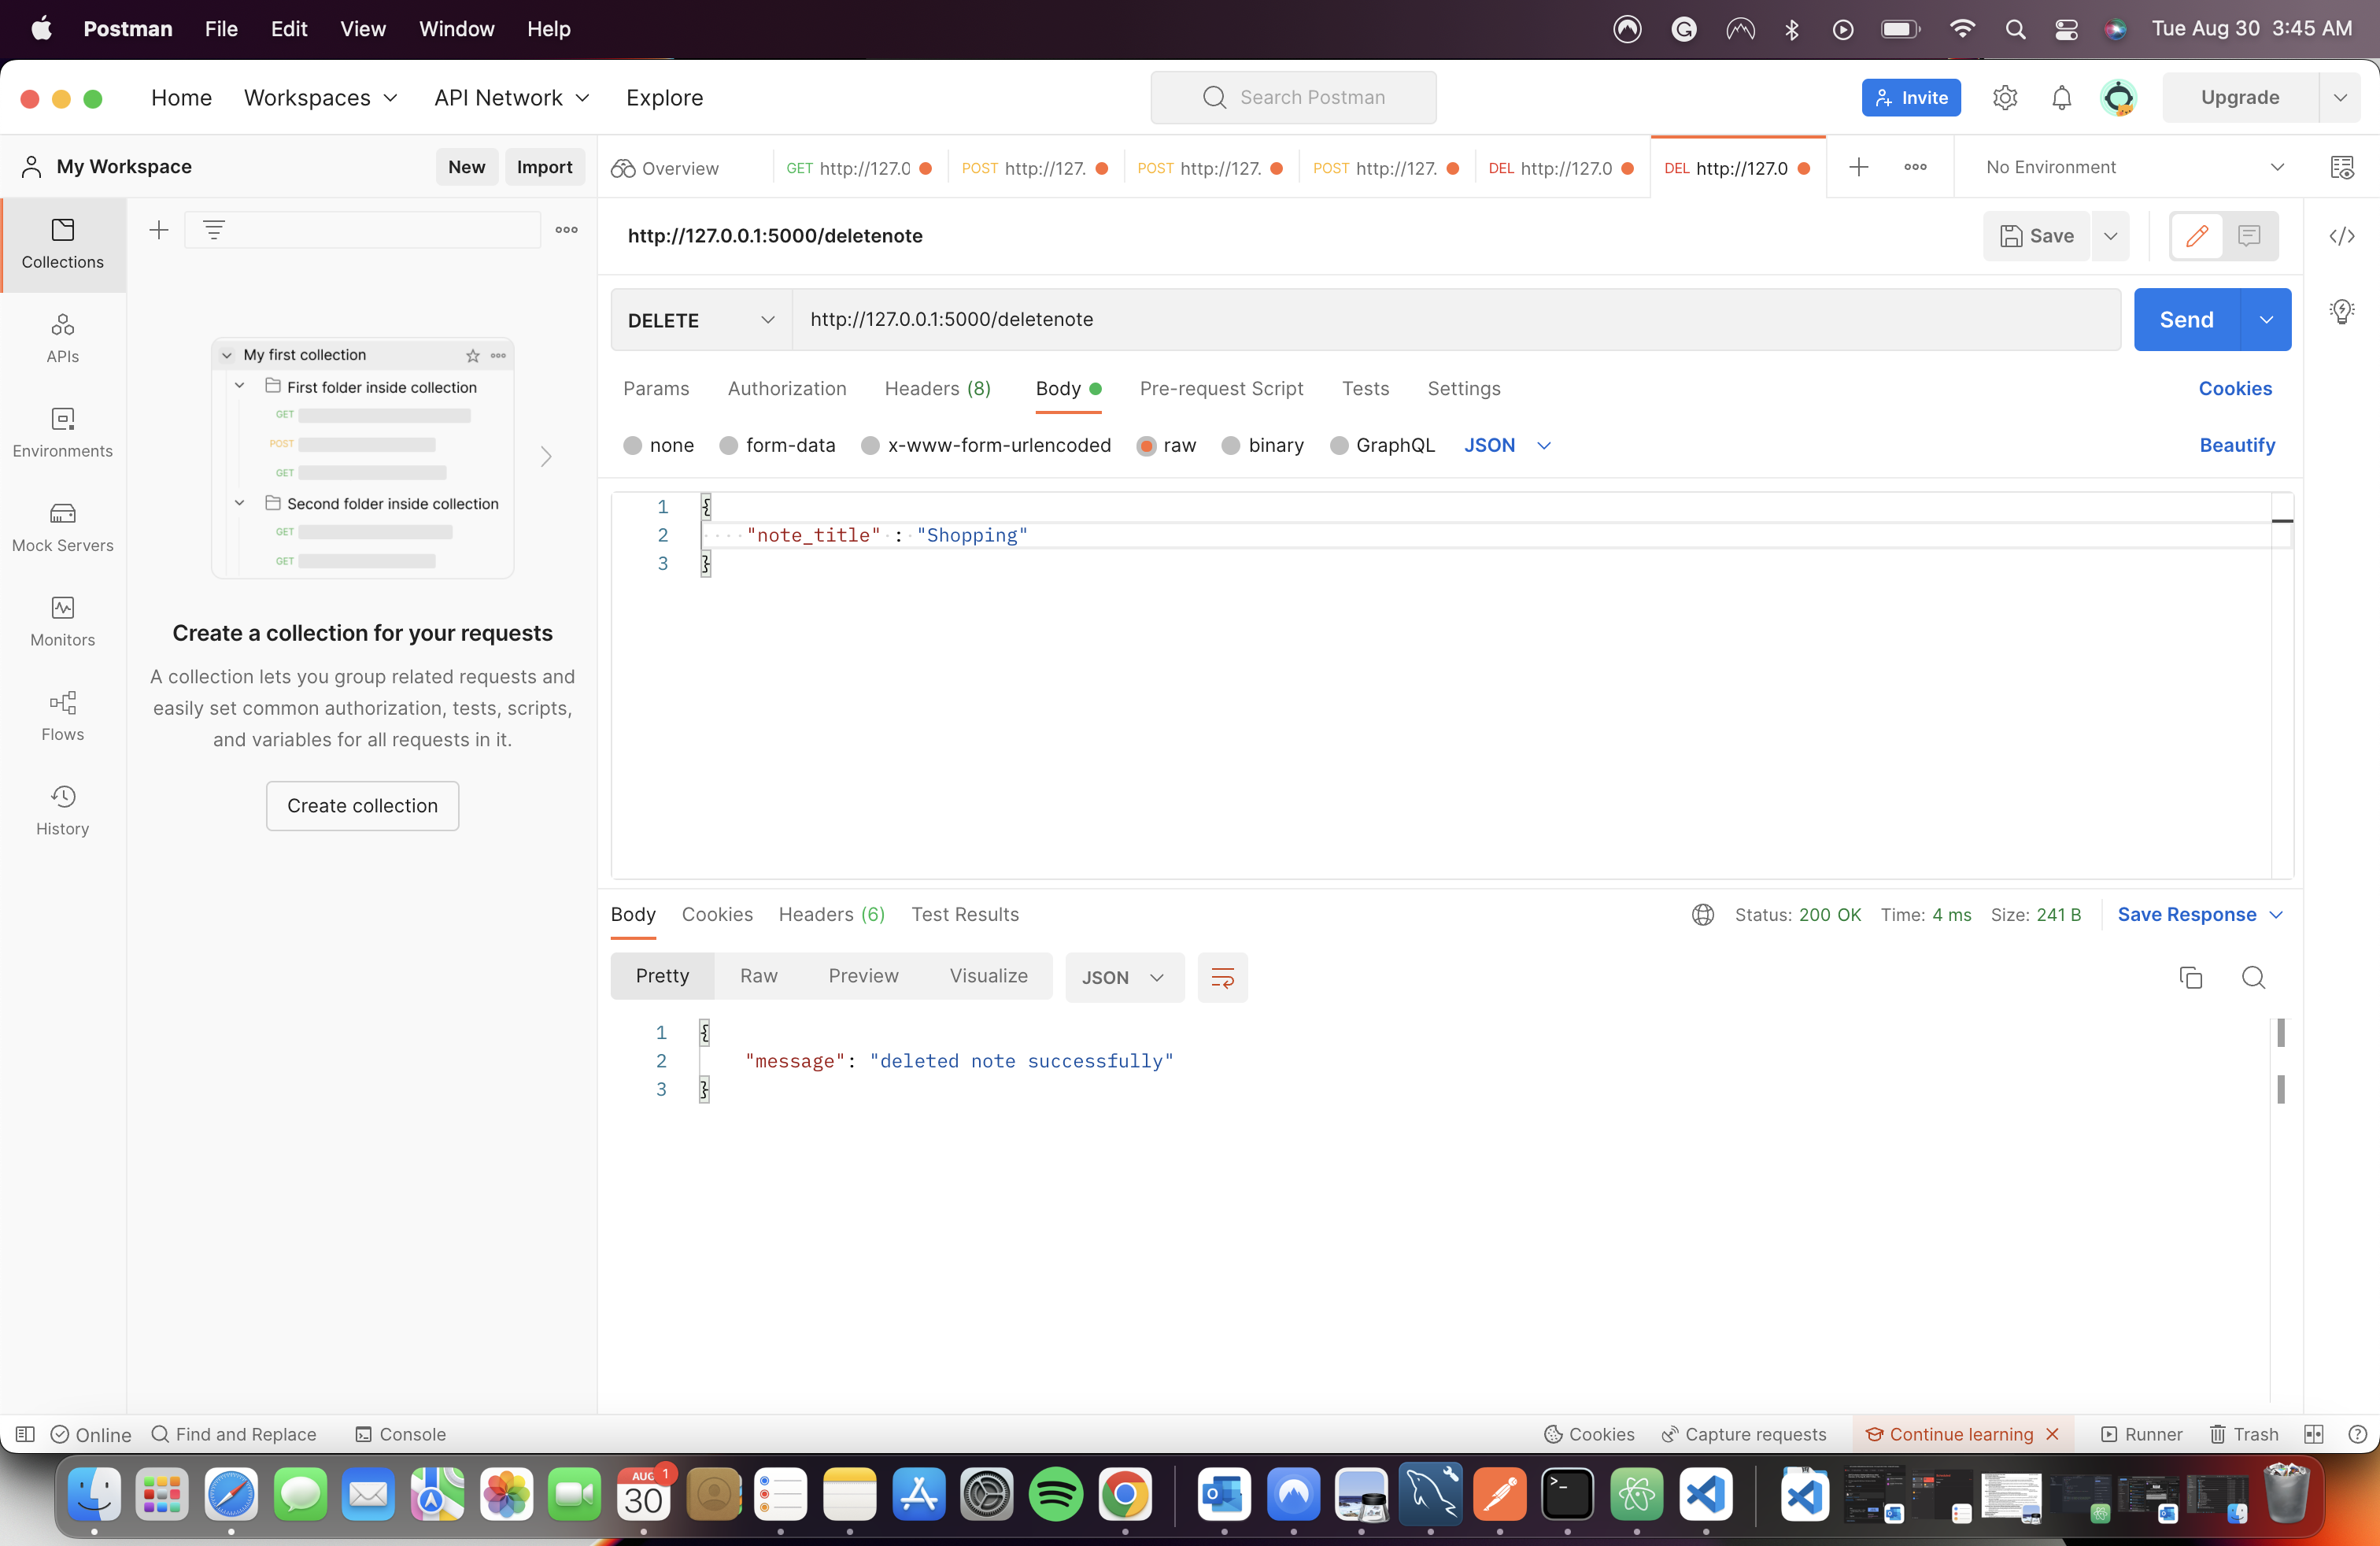 Postman File Edit View Window Help Tue Aug 30 3:45 AM
Home Workspaces API Network Explore Search Postman Invite Upgrade
My Workspace New Import Overview GET http://127.0 POST http://127. POST http://127. POST http://127. DEL http://127.0 DEL http://127.0 No Environment
Collections
APIs
Environments
Mock Servers
Monitors
Flows
History
My first collection
First folder inside collection
GET
POST
GET
Second folder inside collection
GET
GET
Create a collection for your requests
A collection lets you group related requests and
easily set common authorization, tests, scripts,
and variables for all requests in it.
Create collection
http://127.0.0.1:5000/deletenote Save
DELETE http://127.0.0.1:5000/deletenote Send
Params Authorization Headers (8) Body Pre-request Script Tests Settings Cookies
none form-data x-www-form-urlencoded raw binary GraphQL JSON Beautify
1 {
2 "note_title" : "Shopping"
3 }
Body Cookies Headers (6) Test Results Status: 200 OK Time: 4 ms Size: 241 B Save Response
Pretty Raw Preview Visualize JSON
1 {
2 "message": "deleted note successfully"
3 }
Online Find and Replace Console Cookies Capture requests Continue learning Runner Trash
AUG 1
30